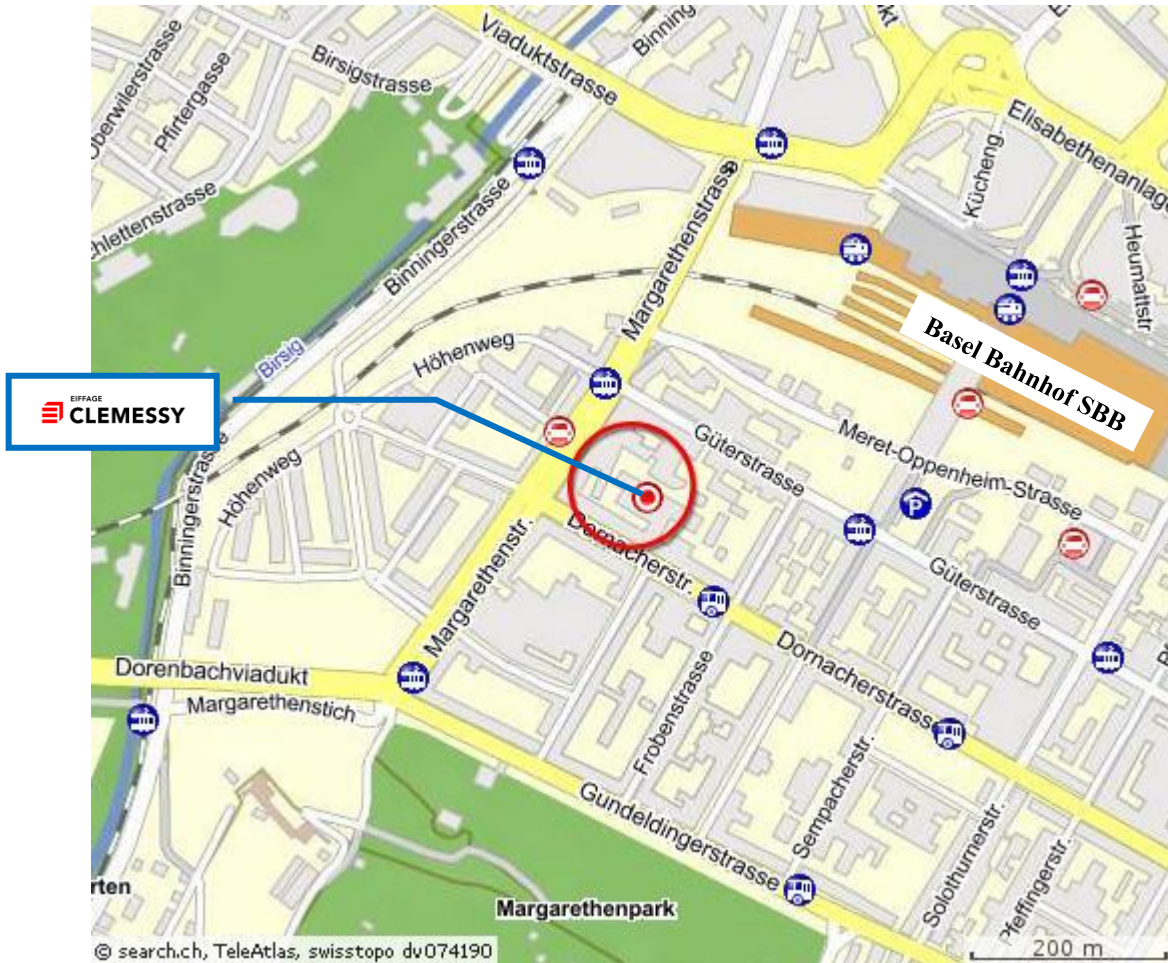 Viaduktstrasse
Binning
Birsigstrasse
Oberwilerstrasse
Pfirtergasse
Elisabethenanlage
Kücheng.
hlettenstrasse
Binningerstrasse
Margarethenstrasse
Heumattstr
Birsig
Höhenweg
Basel Bahnhof SBB
EIFFAGE
CLEMESSY
Güterstrasse
Meret-Oppenheim-Strasse
Höhenweg
Binningerstrasse
Dornacherstr.
Margarethenstr.
Güterstrasse
P
Dorenbachviadukt
Margarethenstich
Dornacherstrasse
Frobenstrasse
Sempacherstr.
Gundeldingerstrasse
Solothurnerstr.
Pfeffingerstr.
rten
Margarethenpark
© search.ch, TeleAtlas, swisstopo dv074190
200 m